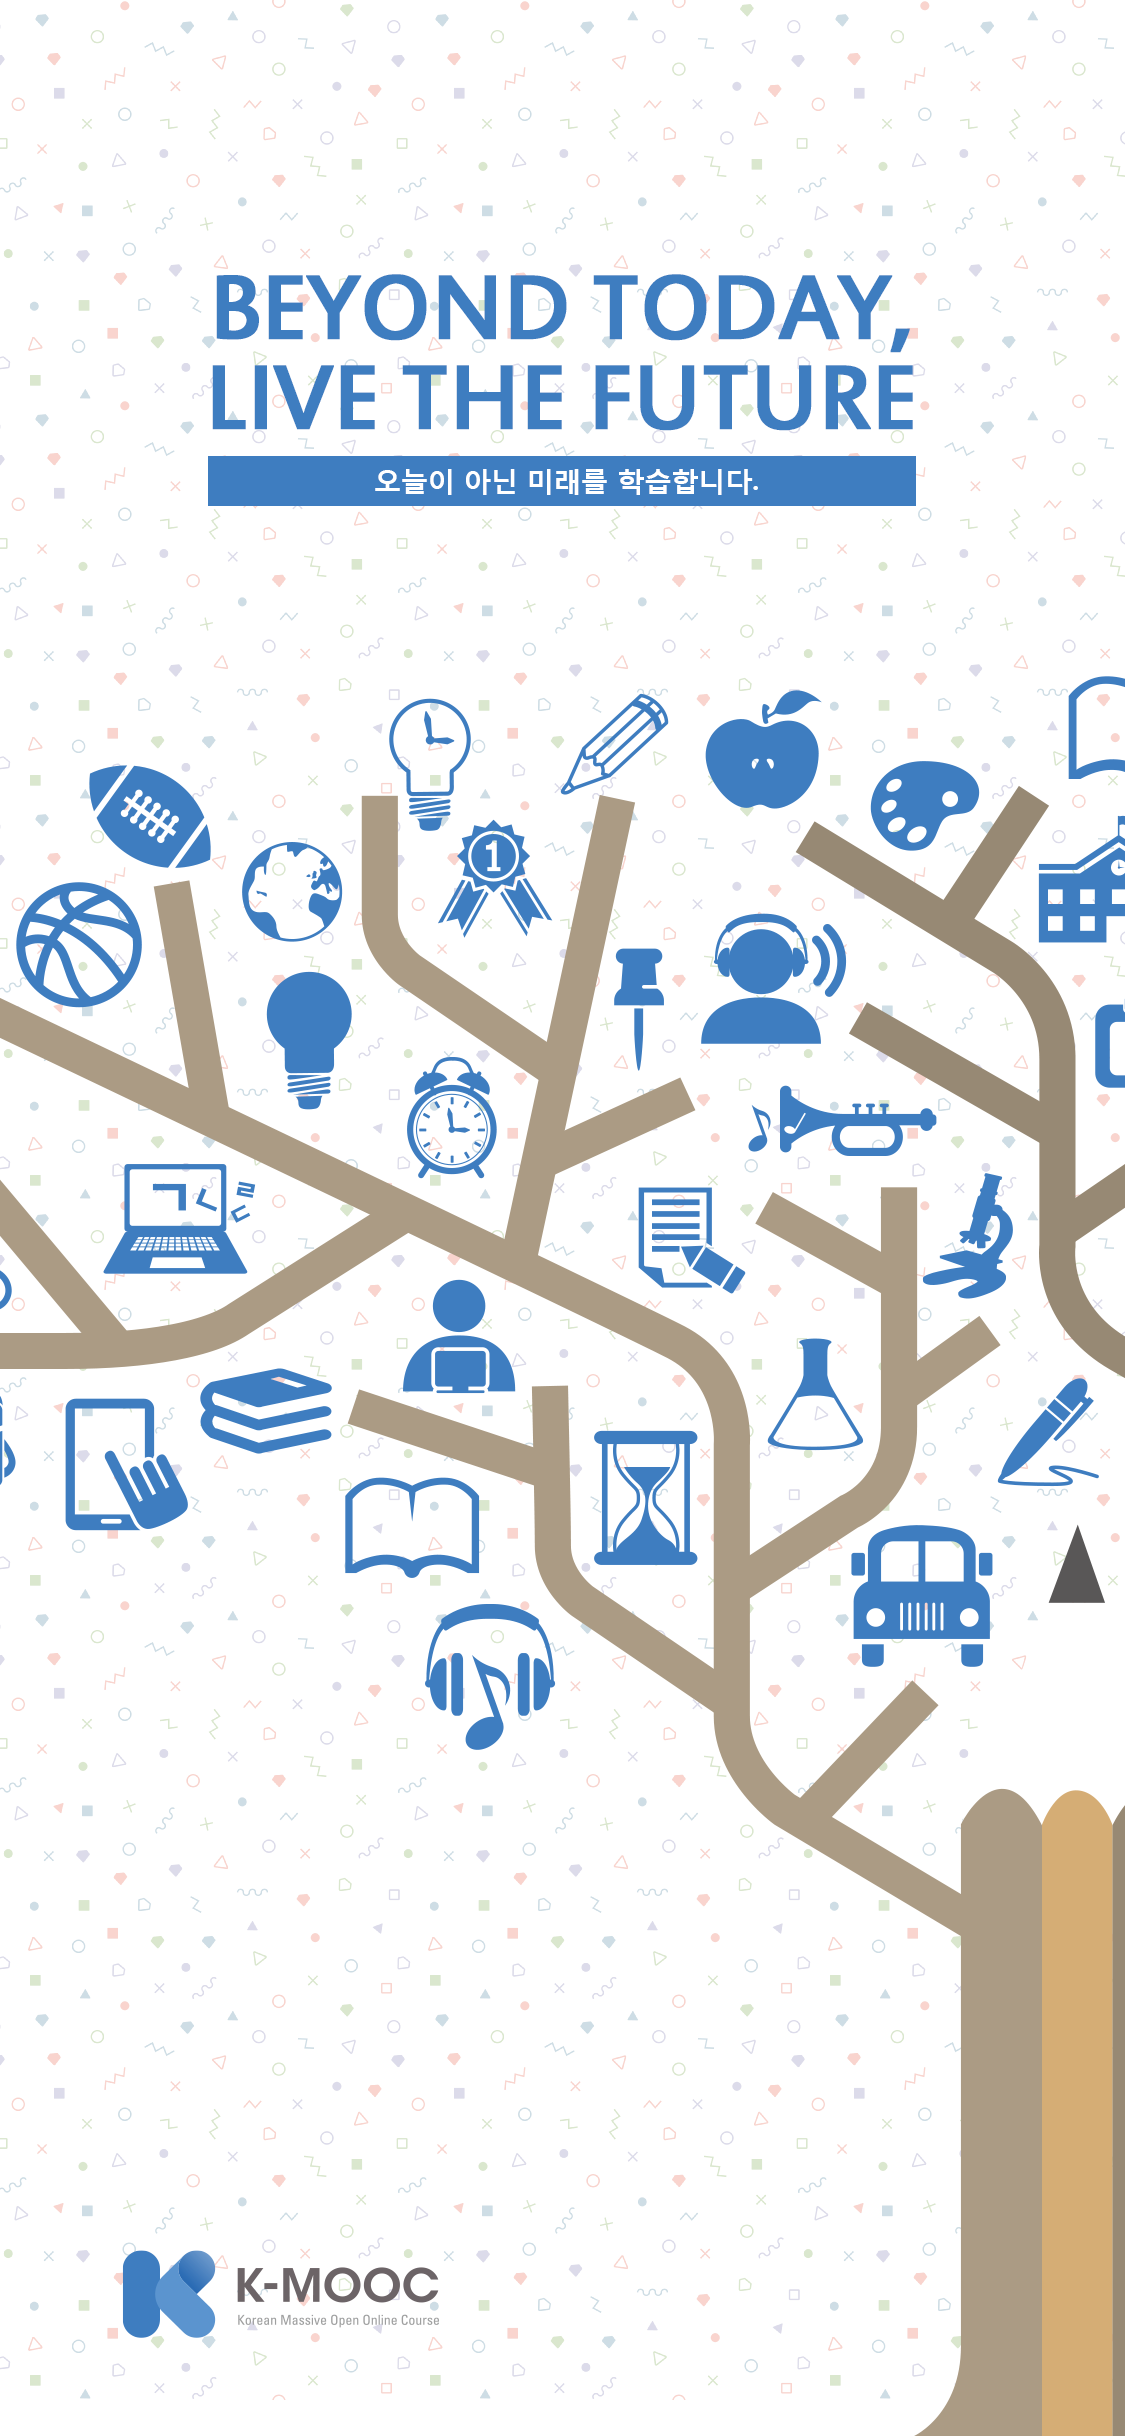 BEYOND TODAY,
LIVE THE FUTURE
오늘이 아닌 미래를 학습합니다.
1
ㄱㄴㄹㄷ
K-MOOC
Korean Massive Open Online Course